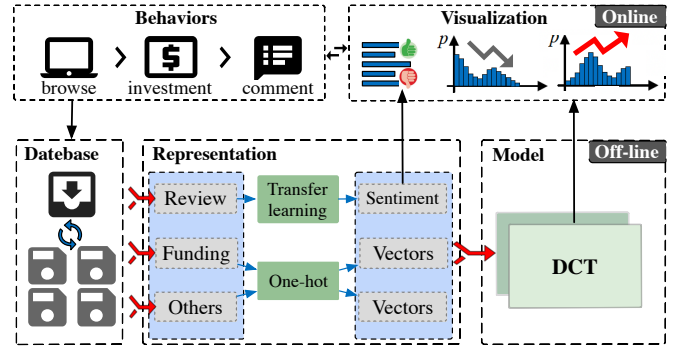 Behaviors
browse
investment
comment
Visualization
Online
p
p
Datebase
Representation
Review
Funding
Others
Transfer
learning
One-hot
Sentiment
Vectors
Vectors
Model
Off-line
DCT